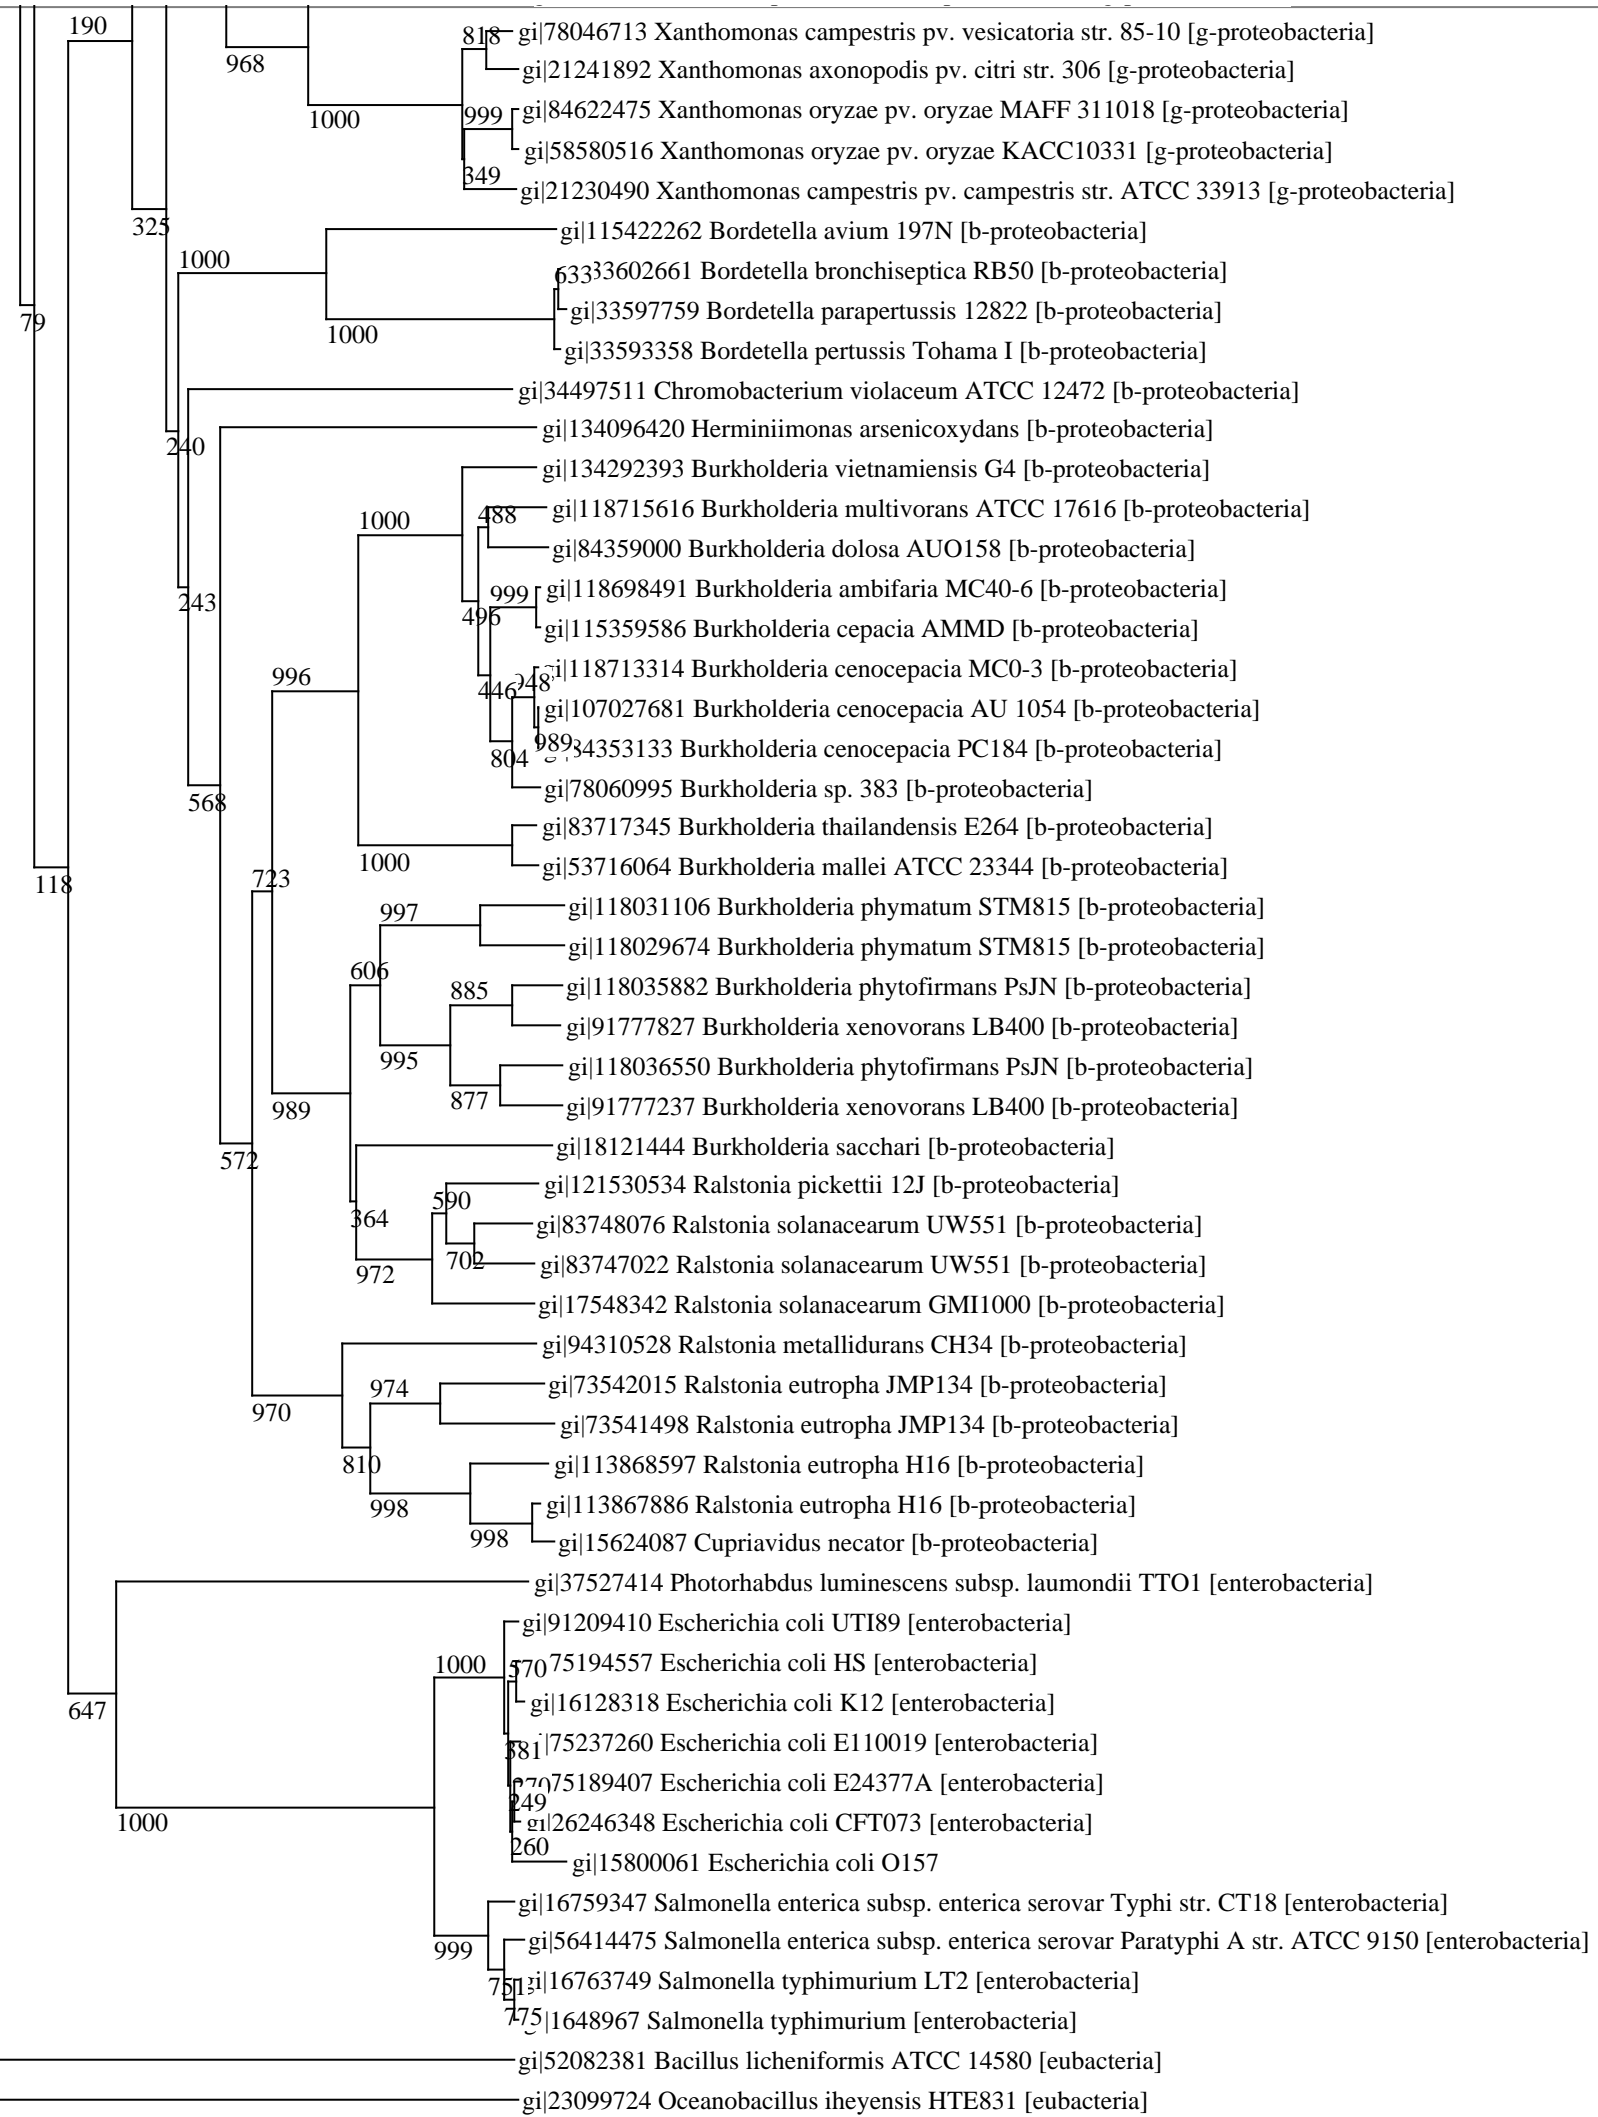 190
818 gi|78046713 Xanthomonas campestris pv. vesicatoria str. 85-10 [g-proteobacteria]
968
gi|21241892 Xanthomonas axonopodis pv. citri str. 306 [g-proteobacteria]
999 gi|84622475 Xanthomonas oryzae pv. oryzae MAFF 311018 [g-proteobacteria]
1000
gi|58580516 Xanthomonas oryzae pv. oryzae KACC10331 [g-proteobacteria]
349
gi|21230490 Xanthomonas campestris pv. campestris str. ATCC 33913 [g-proteobacteria]
325
gi|115422262 Bordetella avium 197N [b-proteobacteria]
1000
633 33602661 Bordetella bronchiseptica RB50 [b-proteobacteria]
gi|33597759 Bordetella parapertussis 12822 [b-proteobacteria]
79
1000
gi|33593358 Bordetella pertussis Tohama I [b-proteobacteria]
gi|34497511 Chromobacterium violaceum ATCC 12472 [b-proteobacteria]
gi|134096420 Herminiimonas arsenicoxydans [b-proteobacteria]
240
gi|134292393 Burkholderia vietnamiensis G4 [b-proteobacteria]
488 gi|118715616 Burkholderia multivorans ATCC 17616 [b-proteobacteria]
1000
gi|84359000 Burkholderia dolosa AUO158 [b-proteobacteria]
999 gi|118698491 Burkholderia ambifaria MC40-6 [b-proteobacteria]
243
496
gi|115359586 Burkholderia cepacia AMMD [b-proteobacteria]
gi|118713314 Burkholderia cenocepacia MC0-3 [b-proteobacteria]
996
446 948
gi|107027681 Burkholderia cenocepacia AU 1054 [b-proteobacteria]
989 84353133 Burkholderia cenocepacia PC184 [b-proteobacteria]
804
gi|78060995 Burkholderia sp. 383 [b-proteobacteria]
568
gi|83717345 Burkholderia thailandensis E264 [b-proteobacteria]
1000
gi|53716064 Burkholderia mallei ATCC 23344 [b-proteobacteria]
118
723
997 gi|118031106 Burkholderia phymatum STM815 [b-proteobacteria]
gi|118029674 Burkholderia phymatum STM815 [b-proteobacteria]
606
885 gi|118035882 Burkholderia phytofirmans PsJN [b-proteobacteria]
gi|91777827 Burkholderia xenovorans LB400 [b-proteobacteria]
995
gi|118036550 Burkholderia phytofirmans PsJN [b-proteobacteria]
877
gi|91777237 Burkholderia xenovorans LB400 [b-proteobacteria]
989
gi|18121444 Burkholderia sacchari [b-proteobacteria]
572
gi|121530534 Ralstonia pickettii 12J [b-proteobacteria]
590
364
gi|83748076 Ralstonia solanacearum UW551 [b-proteobacteria]
702
gi|83747022 Ralstonia solanacearum UW551 [b-proteobacteria]
972
gi|17548342 Ralstonia solanacearum GMI1000 [b-proteobacteria]
gi|94310528 Ralstonia metallidurans CH34 [b-proteobacteria]
974 gi|73542015 Ralstonia eutropha JMP134 [b-proteobacteria]
970
gi|73541498 Ralstonia eutropha JMP134 [b-proteobacteria]
810
gi|113868597 Ralstonia eutropha H16 [b-proteobacteria]
998
gi|113867886 Ralstonia eutropha H16 [b-proteobacteria]
998
gi|15624087 Cupriavidus necator [b-proteobacteria]
gi|37527414 Photorhabdus luminescens subsp. laumondii TTO1 [enterobacteria]
gi|91209410 Escherichia coli UTI89 [enterobacteria]
1000 570 75194557 Escherichia coli HS [enterobacteria]
gi|16128318 Escherichia coli K12 [enterobacteria]
647
381 |75237260 Escherichia coli E110019 [enterobacteria]
270 75189407 Escherichia coli E24377A [enterobacteria]
249
1000
gi|26246348 Escherichia coli CFT073 [enterobacteria]
260
gi|15800061 Escherichia coli O157
gi|16759347 Salmonella enterica subsp. enterica serovar Typhi str. CT18 [enterobacteria]
999
gi|56414475 Salmonella enterica subsp. enterica serovar Paratyphi A str. ATCC 9150 [enterobacteria]
751 gi|16763749 Salmonella typhimurium LT2 [enterobacteria]
775 |1648967 Salmonella typhimurium [enterobacteria]
gi|52082381 Bacillus licheniformis ATCC 14580 [eubacteria]
gi|23099724 Oceanobacillus iheyensis HTE831 [eubacteria]